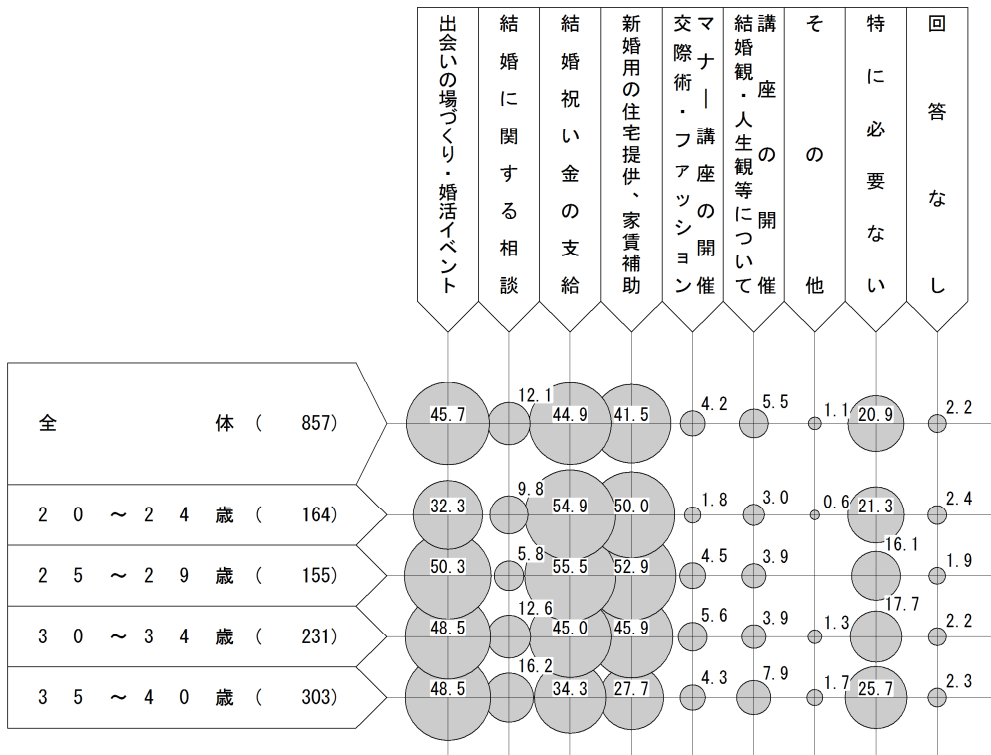 出会いの場づくり・婚活イベント
結婚に関する相談
結婚祝い金の支給
新婚用の住宅提供、家賃補助
交際術・ファッション
マナー講座の開催
結婚観・人生観等について
講座の開催
その他
特に必要ない
回答なし
全体( 857)
45.7 12.1 44.9 41.5 4.2 5.5 1.1 20.9 2.2
20～24歳( 164)
32.3 9.8 54.9 50.0 1.8 3.0 0.6 21.3 2.4
25～29歳( 155)
50.3 5.8 55.5 52.9 4.5 3.9 16.1 1.9
30～34歳( 231)
48.5 12.6 45.0 45.9 5.6 3.9 1.3 17.7 2.2
35～40歳( 303)
48.5 16.2 34.3 27.7 4.3 7.9 1.7 25.7 2.3